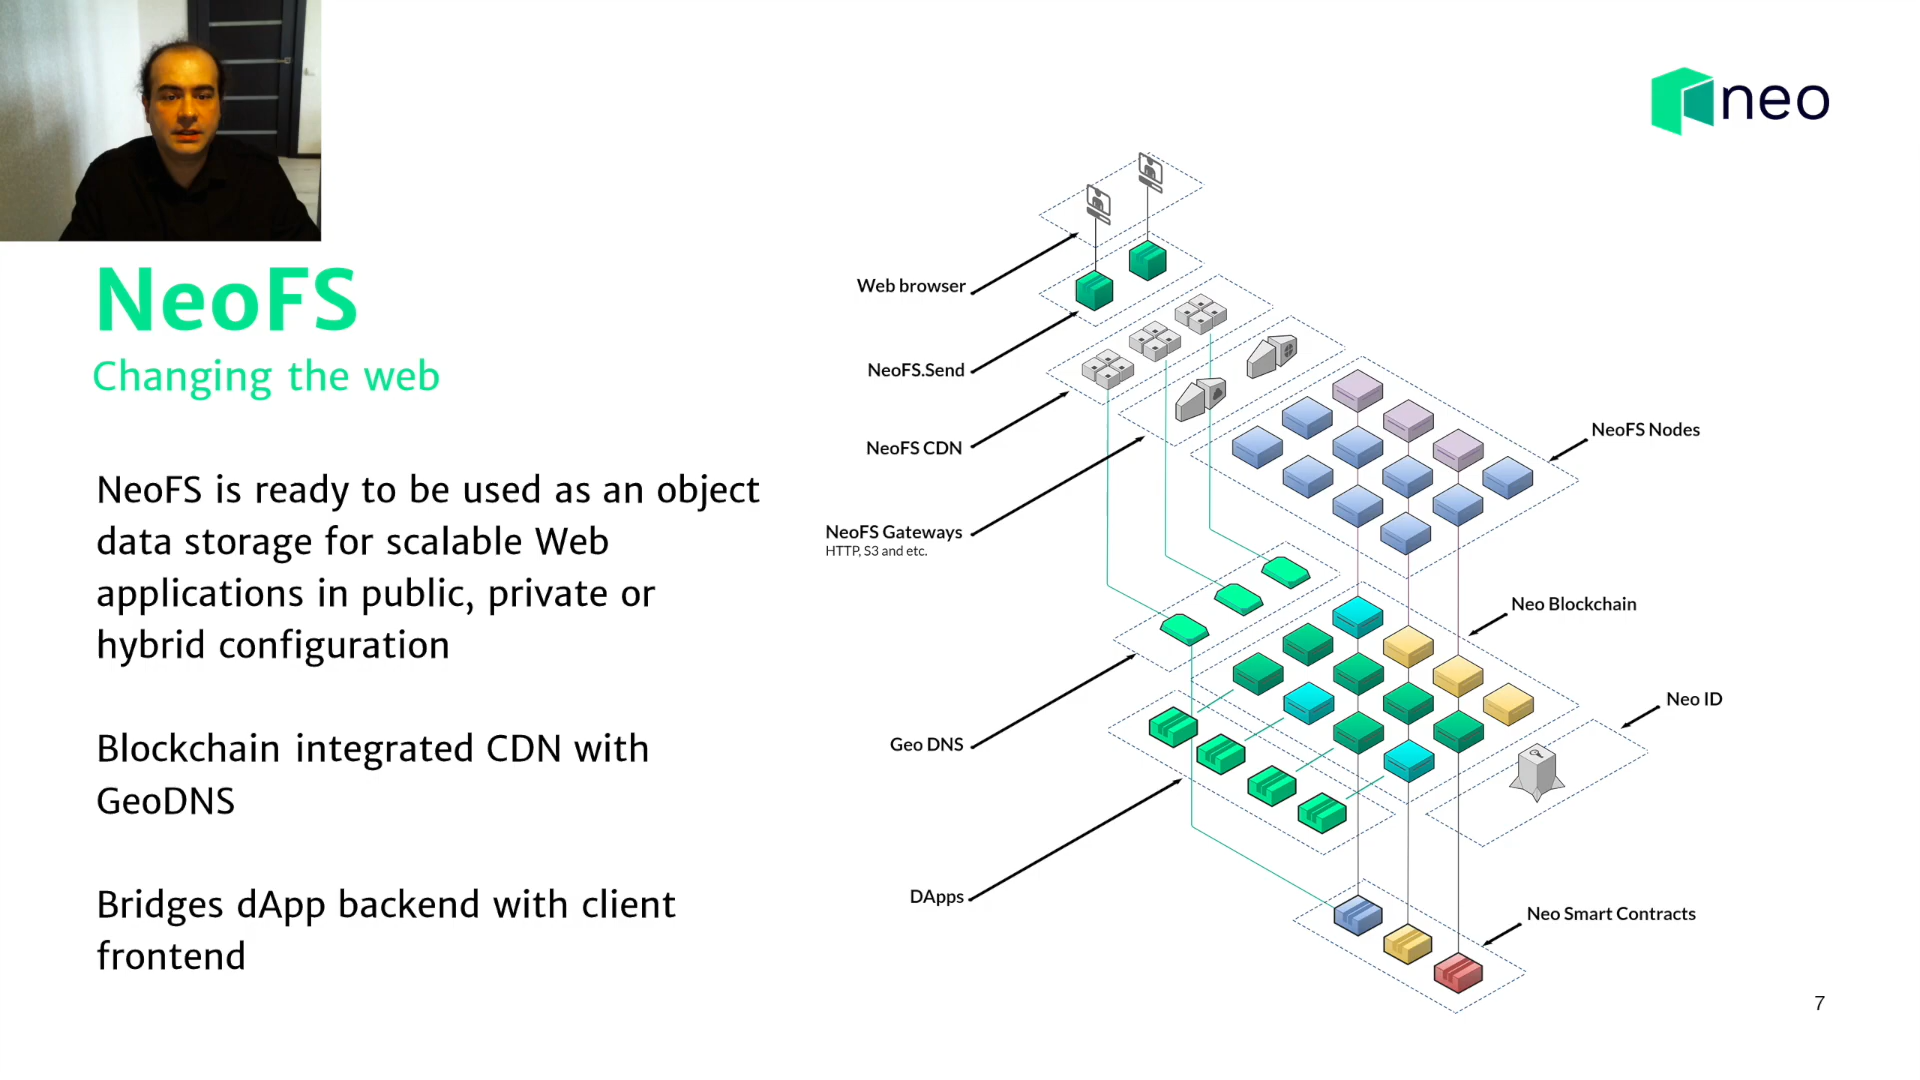 neo
NeoFS
Changing the web
NeoFS is ready to be used as an object
data storage for scalable Web
applications in public, private or
hybrid configuration
Blockchain integrated CDN with
GeoDNS
Bridges dApp backend with client
frontend
Web browser
NeoFS.Send
NeoFS CDN
NeoFS Gateways
HTTP, S3 and etc.
Geo DNS
DApps
NeoFS Nodes
Neo Blockchain
Neo ID
Neo Smart Contracts
7